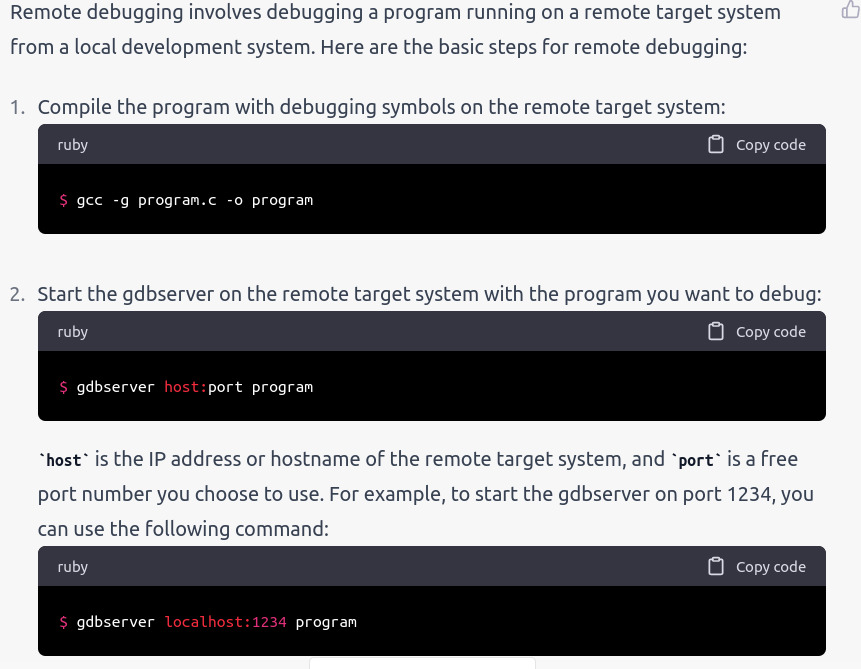 Remote debugging involves debugging a program running on a remote target system
from a local development system. Here are the basic steps for remote debugging:
1. Compile the program with debugging symbols on the remote target system:
ruby Copy code
$ gcc -g program.c -o program
2. Start the gdbserver on the remote target system with the program you want to debug:
ruby Copy code
$ gdbserver host:port program
`host` is the IP address or hostname of the remote target system, and `port` is a free
port number you choose to use. For example, to start the gdbserver on port 1234, you
can use the following command:
ruby Copy code
$ gdbserver localhost:1234 program